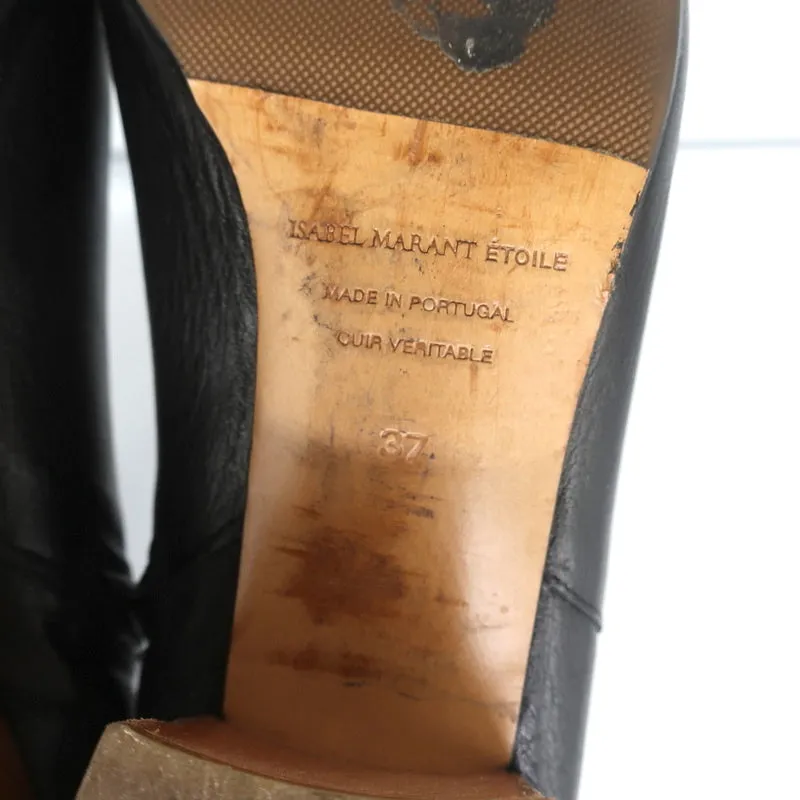 ISABEL MARANT ÉTOILE
MADE IN PORTUGAL
CUIR VÉRITABLE
37